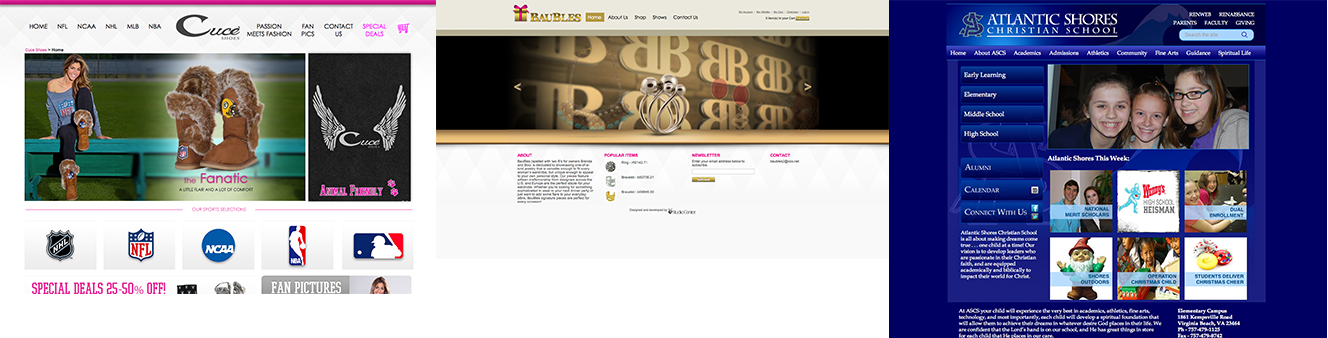 HOME
NFL
NCAA
NHL
MLB
NBA
Cuce
SHOES
PASSION
MEETS FASHION
FAN
PICS
CONTACT
US
SPECIAL
DEALS
Cuce Shoes > Home
the Fanatic
A LITTLE FLAIR AND A LOT OF COMFORT
Cuce
SHOES
ANIMAL FRIENDLY
OUR SPORTS SELECTIONS
NHL
NFL
NCAA
NBA
SPECIAL DEALS 25-50% OFF!
FAN PICTURES
BAUBLES
Home
About Us
Shop
Shows
Contact Us
ABOUT
POPULAR ITEMS
NEWSLETTER
Enter your email address below to
subscribe.
CONTACT
Designed and developed by Studio Center
ATLANTIC SHORES
CHRISTIAN SCHOOL
RENWEB RENAISSANCE
PARENTS FACULTY GIVING
Search the site
Home
About ASCS
Academics
Admissions
Athletics
Community
Fine Arts
Guidance
Spiritual Life
Early Learning
Elementary
Middle School
High School
ALUMNI
CALENDAR
CONNECT WITH US
Atlantic Shores Christian School
is all about making dreams come
true . . . one child at a time! Our
vision is to develop leaders who
are passionate in their Christian
faith, and are equipped
academically and biblically to
impact their world for Christ.
Atlantic Shores This Week:
NATIONAL
MERIT SCHOLARS
Wendy's
HIGH SCHOOL
HEISMAN
DUAL
ENROLLMENT
SHORES
OUTDOORS
OPERATION
CHRISTMAS CHILD
STUDENTS DELIVER
CHRISTMAS CHEER
At ASCS your child will experience the very best in academics, athletics, fine arts,
technology, and most importantly, each child will develop a spiritual foundation that
will allow them to achieve their dreams in whatever desire God places in their life. We
are confident that the Lord's hand is on our school, and He has great things in store
for each child that He places in our care.
Elementary Campus
1861 Kempsville Road
Virginia Beach, VA 23464
Ph - 757-479-1125
Fax - 757-479-8742